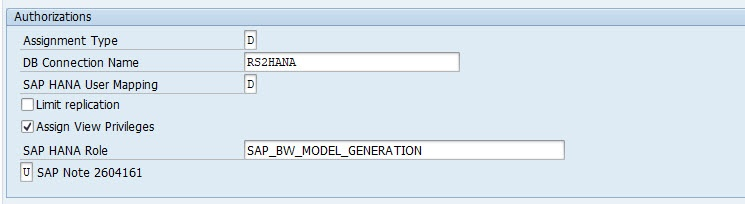 Authorizations
Assignment Type D
DB Connection Name RS2HANA
SAP HANA User Mapping D
Limit replication
Assign View Privileges
SAP HANA Role SAP_BW_MODEL_GENERATION
U SAP Note 2604161